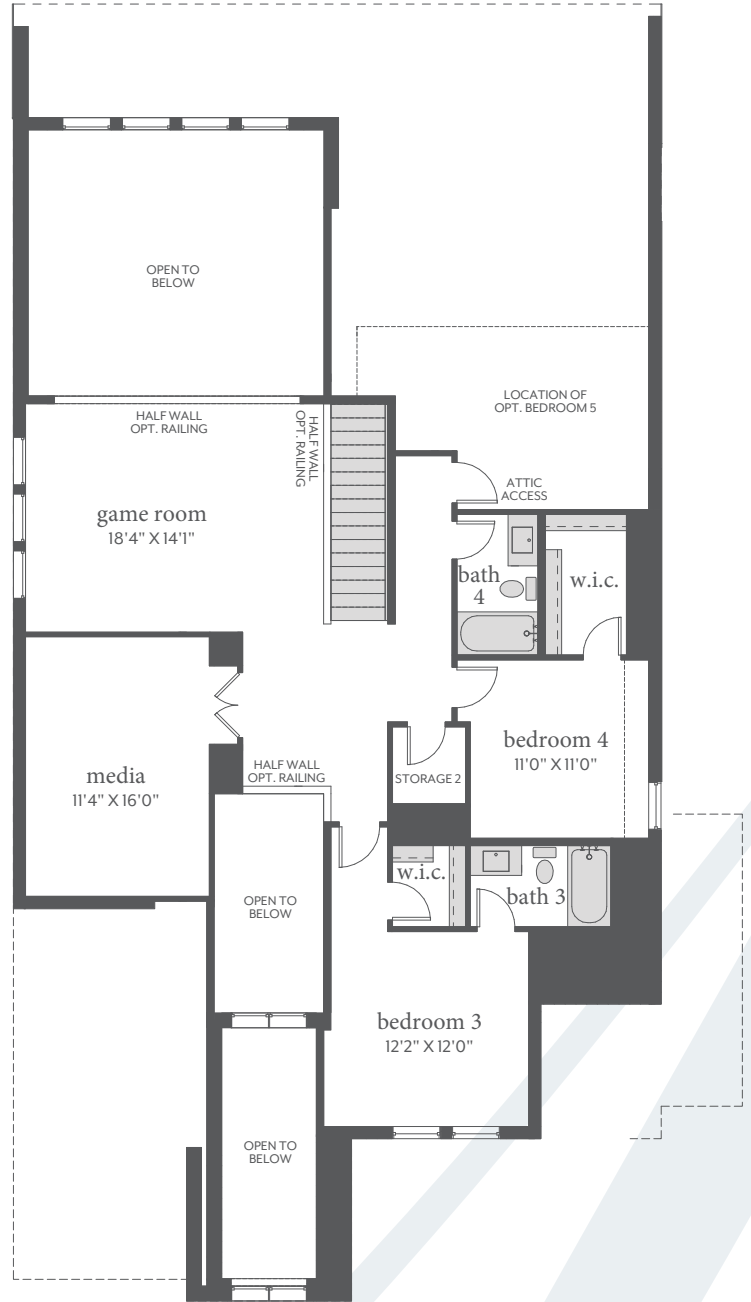 OPEN TO
BELOW
LOCATION OF
OPT. BEDROOM 5
HALF WALL
OPT. RAILING
HALF WALL
OPT. RAILING
ATTIC
ACCESS
game room
18'4" X 14'1"
bath
4
w.i.c.
bedroom 4
11'0" X 11'0"
media
11'4" X 16'0"
HALF WALL
OPT. RAILING
STORAGE 2
w.i.c.
bath 3
OPEN TO
BELOW
bedroom 3
12'2" X 12'0"
OPEN TO
BELOW